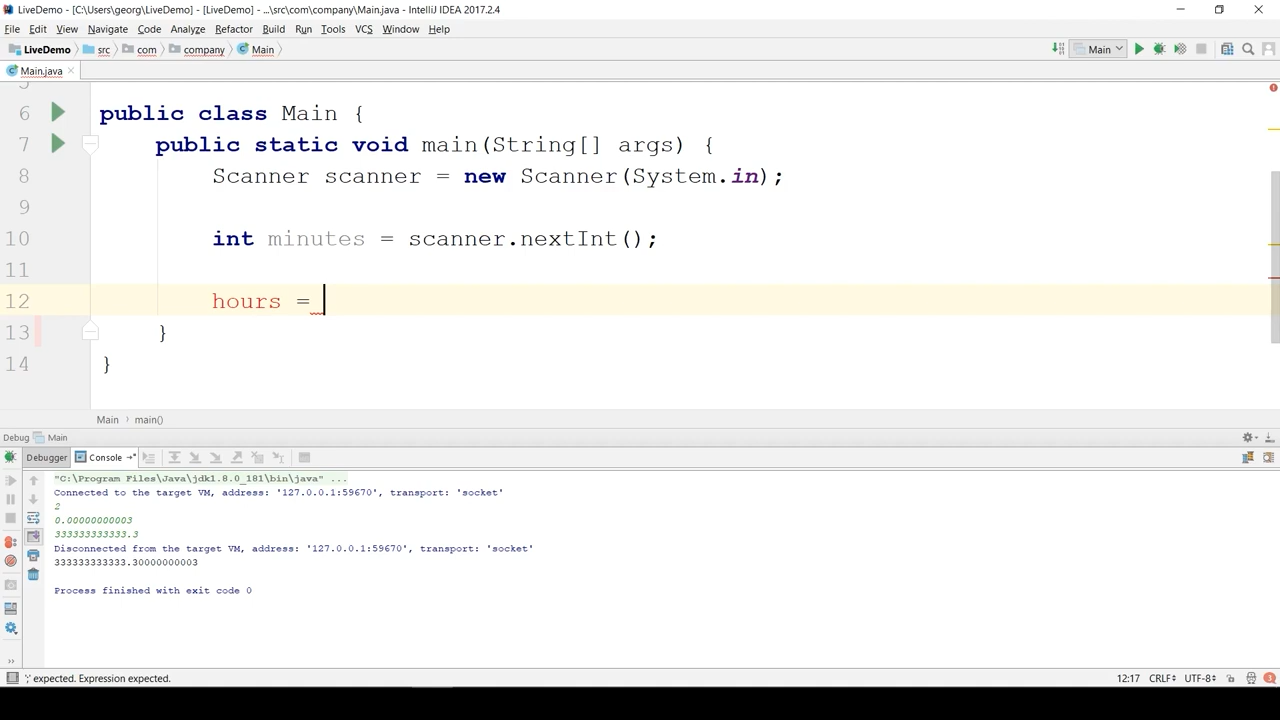 LiveDemo - [C:\Users\georg\LiveDemo] - [LiveDemo] - ...\src\com\company\Main.java - IntelliJ IDEA 2017.2.4
File Edit View Navigate Code Analyze Refactor Build Run Tools VCS Window Help
LiveDemo src com company Main Main
Main.java
5
6 public class Main {
7 public static void main(String[] args) {
8 Scanner scanner = new Scanner(System.in);
9
10 int minutes = scanner.nextInt();
11
12 hours =
13 }
14 }
Main main()
Debug Main
Debugger Console
"C:\Program Files\Java\jdk1.8.0_181\bin\java" ...
Connected to the target VM, address: '127.0.0.1:59670', transport: 'socket'
2
0.00000000003
333333333333.3
Disconnected from the target VM, address: '127.0.0.1:59670', transport: 'socket'
333333333333.30000000003
Process finished with exit code 0
';' expected. Expression expected. 12:17 CRLF UTF-8 3